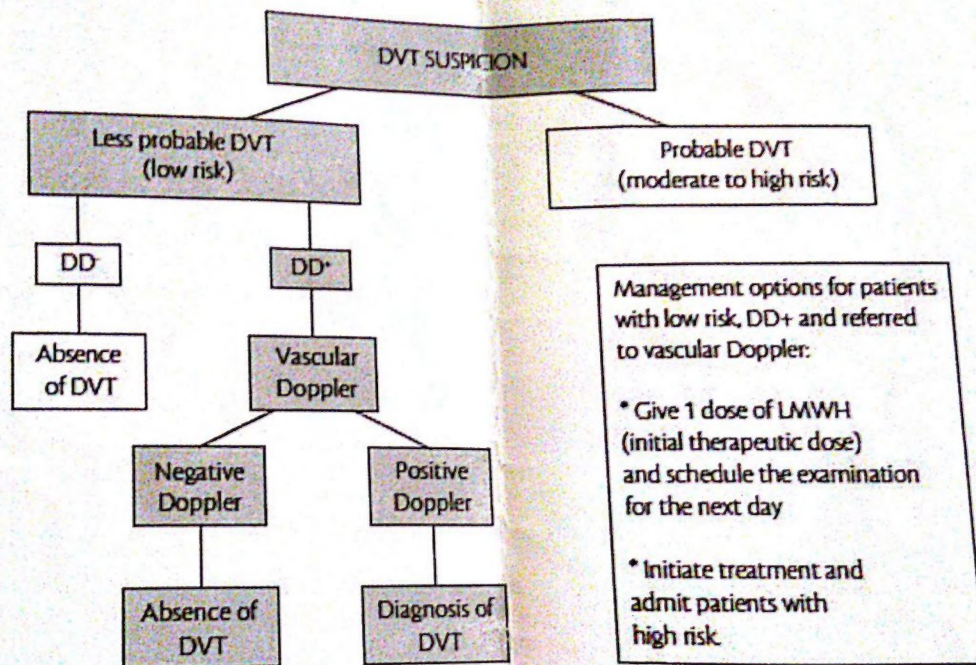 DVT SUSPICION
Less probable DVT
(low risk)
Probable DVT
(moderate to high risk)
DD-
DD+
Absence
of DVT
Vascular
Doppler
Negative
Doppler
Positive
Doppler
Absence of
DVT
Diagnosis of
DVT
Management options for patients
with low risk, DD+ and referred
to vascular Doppler:
* Give 1 dose of LMWH
(initial therapeutic dose)
and schedule the examination
for the next day
* Initiate treatment and
admit patients with
high risk.